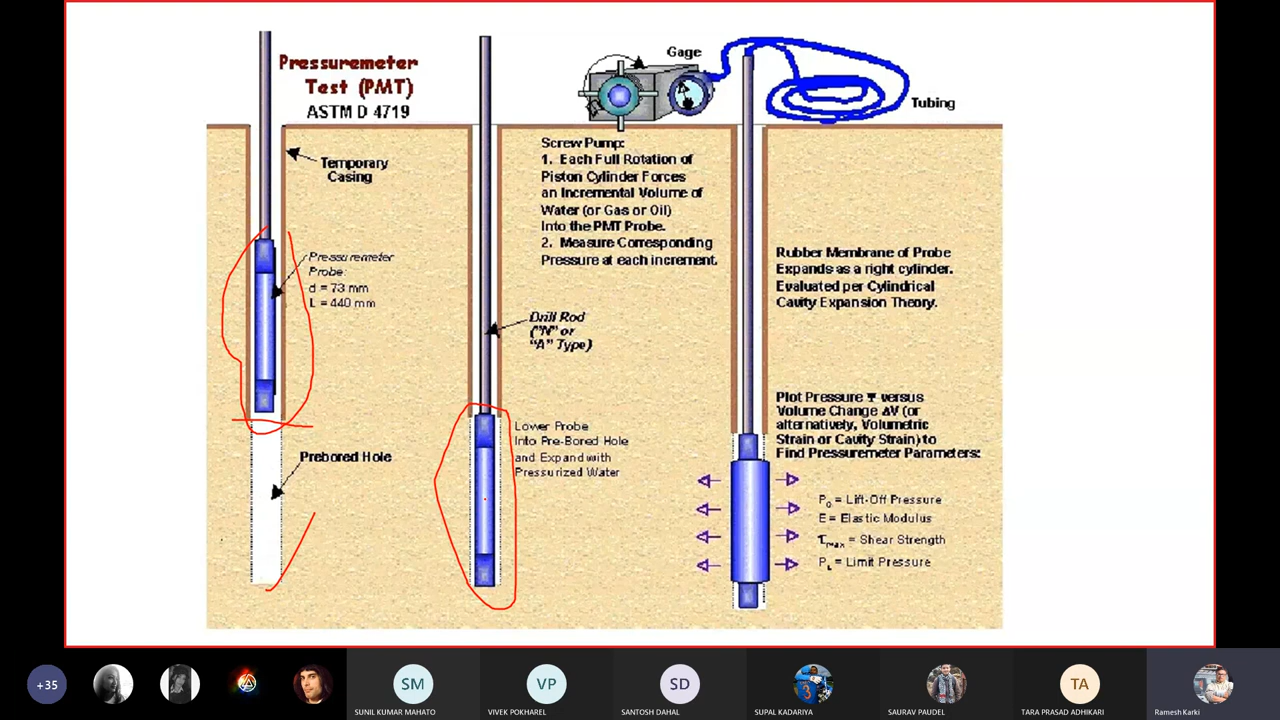 Pressuremeter
Test (PMT)
ASTM D 4719
Temporary
Casing
Pressuremeter
Probe:
d = 73 mm
L = 440 mm
Prebored Hole
Gage
Tubing
Screw Pump:
1. Each Full Rotation of
Piston Cylinder Forces
an Incremental Volume of
Water (or Gas or Oil)
Into the PMT Probe.
2. Measure Corresponding
Pressure at each increment.
Drill Rod
("N" or
"A" Type)
Lower Probe
Into Pre-Bored Hole
and Expand with
Pressurized Water
Rubber Membrane of Probe
Expands as a right cylinder.
Evaluated per Cylindrical
Cavity Expansion Theory.
Plot Pressure versus
Volume Change ΔV (or
alternatively, Volumetric
Strain or Cavity Strain) to
Find Pressuremeter Parameters:
P₀ = Lift-Off Pressure
E = Elastic Modulus
τmax = Shear Strength
PL = Limit Pressure
+35
SM
VP
SD
3
TA
SUNIL KUMAR MAHATO
VIVEK POKHAREL
SANTOSH DAHAL
SUPAL KADARIYA
SAURAV PAUDEL
TARA PRASAD ADHIKARI
Ramesh Karki